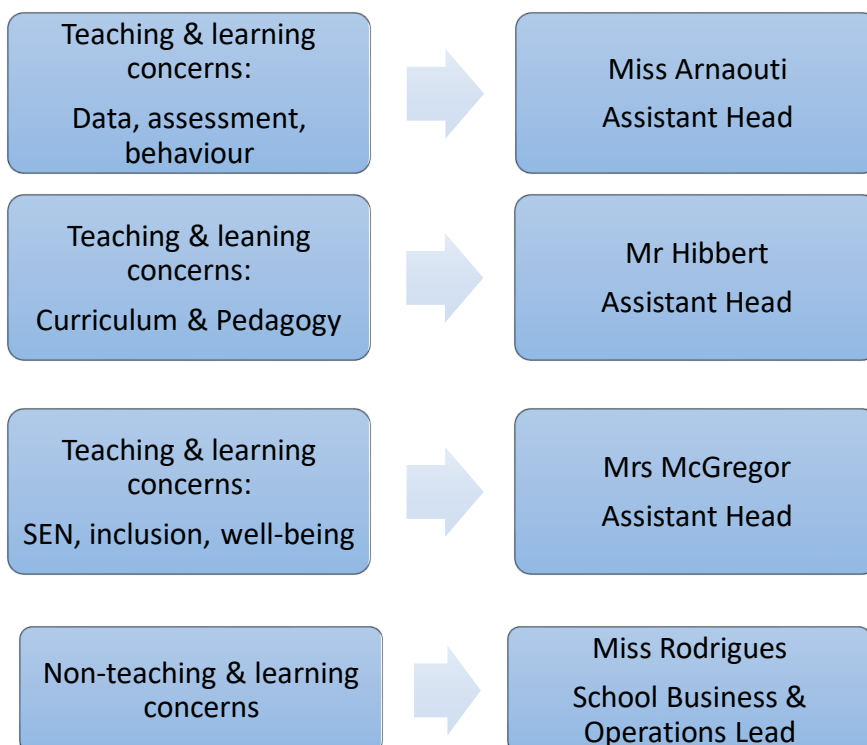 Teaching & learning
concerns:
Data, assessment,
behaviour
Miss Arnaouti
Assistant Head
Teaching & leaning
concerns:
Curriculum & Pedagogy
Mr Hibbert
Assistant Head
Teaching & learning
concerns:
SEN, inclusion, well-being
Mrs McGregor
Assistant Head
Non-teaching & learning
concerns
Miss Rodrigues
School Business &
Operations Lead